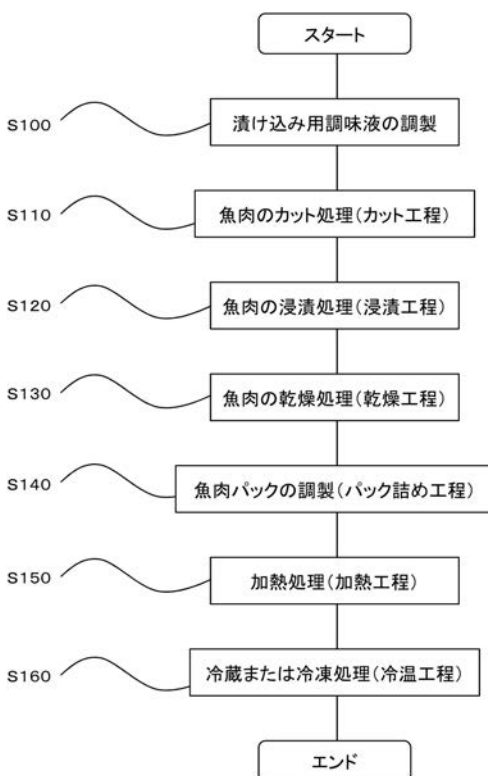 スタート
S100 漬け込み用調味液の調製
S110 魚肉のカット処理(カット工程)
S120 魚肉の浸漬処理(浸漬工程)
S130 魚肉の乾燥処理(乾燥工程)
S140 魚肉パックの調製(パック詰め工程)
S150 加熱処理(加熱工程)
S160 冷蔵または冷凍処理(冷温工程)
エンド